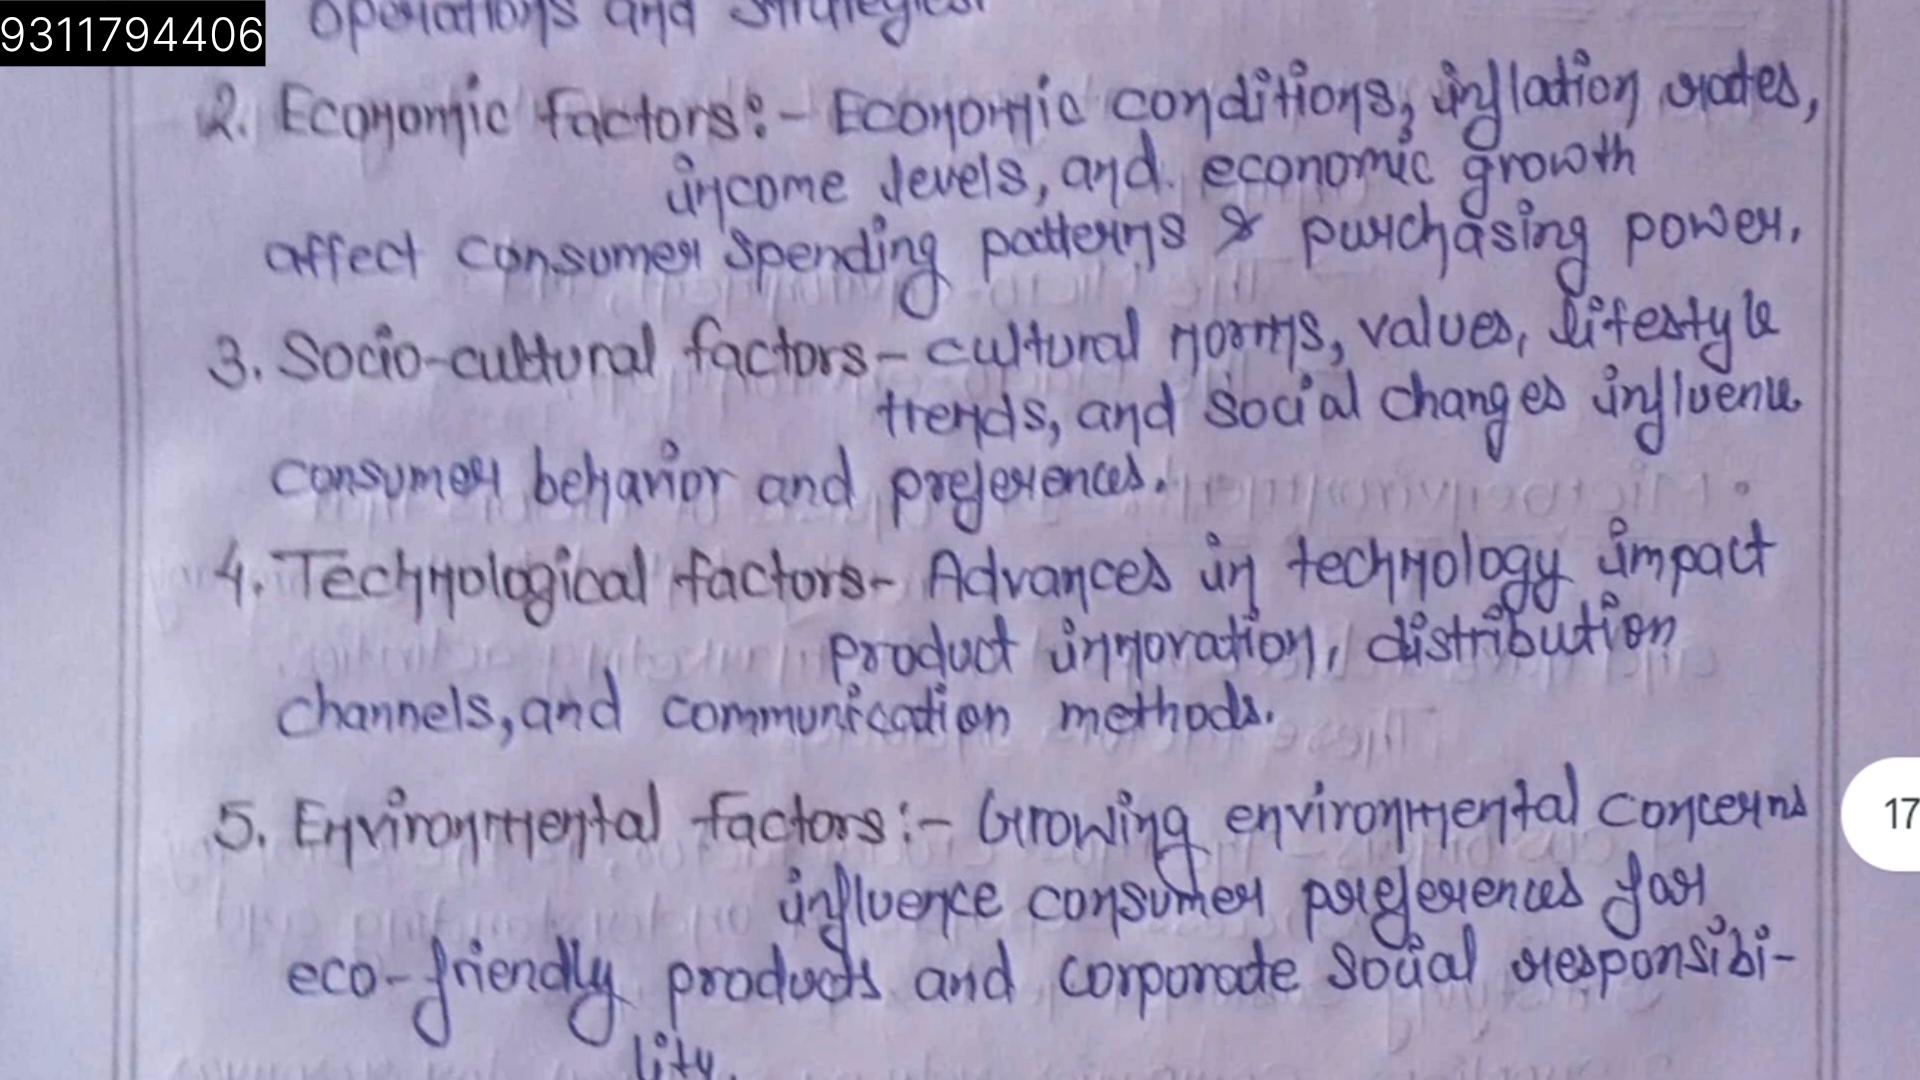 9311794406
operations and strategies.
2. Economic factors:- Economic conditions, inflation rates,
income levels, and economic growth
affect consumer spending patterns & purchasing power.
3. Socio-cultural factors- cultural norms, values, lifestyle
trends, and social changes influence
consumer behavior and preferences.
4. Technological factors- Advances in technology impact
product innovation, distribution
channels, and communication methods.
5. Environmental factors:- Growing environmental concerns
17
influence consumer preferences for
eco-friendly products and corporate social responsibi-
lity.